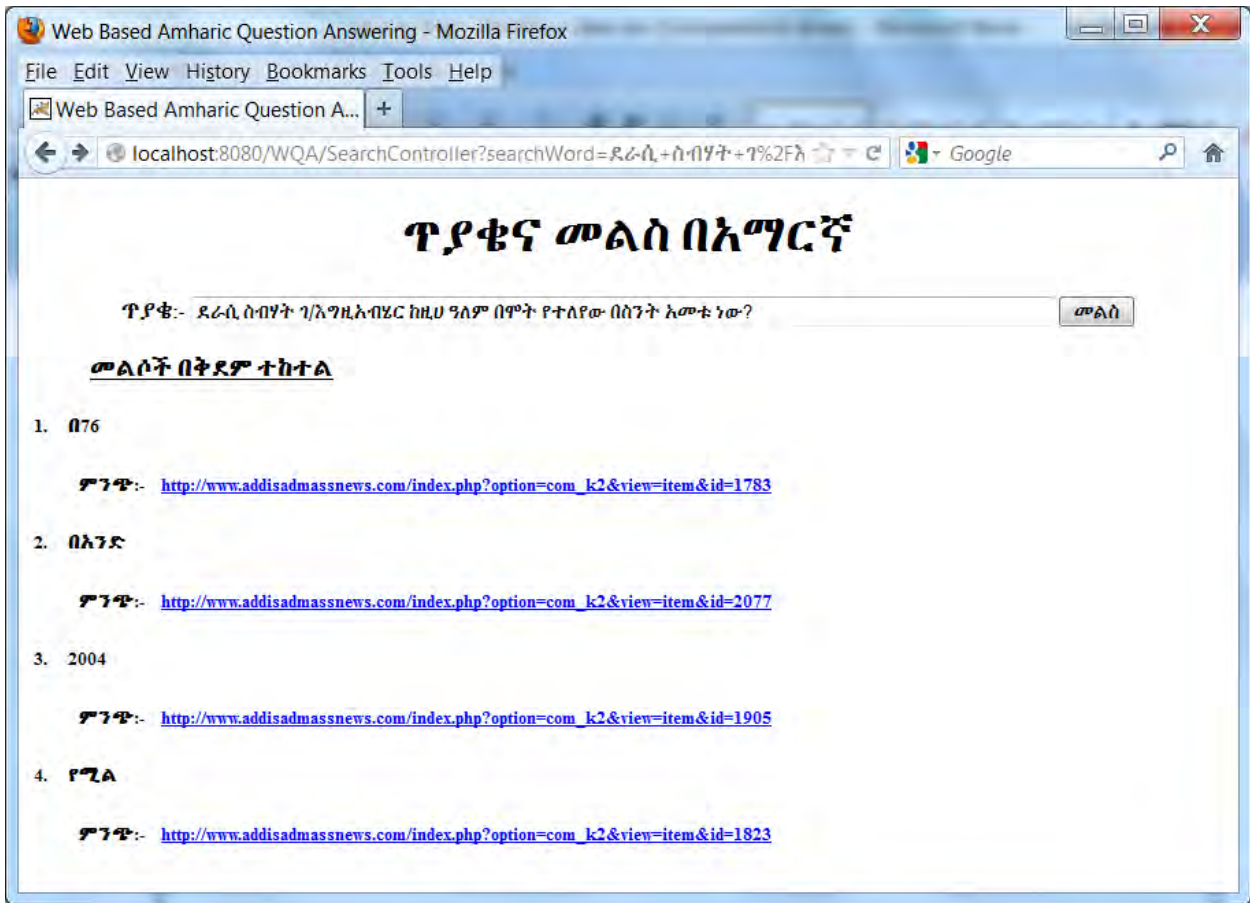 Web Based Amharic Question Answering - Mozilla Firefox
File Edit View History Bookmarks Tools Help
Web Based Amharic Question A... +
localhost:8080/WQA/SearchController?searchWord=ደራሲ+ስብሃት+ገ%2Fእ Google
ጥያቄና መልስ በአማርኛ
ጥያቄ:- ደራሲ ስብሃት ገ/እግዚአብሄር ከዚሀ ዓለም በሞት የተለየው በስንት አመቱ ነው? መልስ
መልሶች በቅደም ተከተል
1. በ76
ምንጭ:- http://www.addisadmassnews.com/index.php?option=com_k2&view=item&id=1783
2. በአንድ
ምንጭ:- http://www.addisadmassnews.com/index.php?option=com_k2&view=item&id=2077
3. 2004
ምንጭ:- http://www.addisadmassnews.com/index.php?option=com_k2&view=item&id=1905
4. የሚል
ምንጭ:- http://www.addisadmassnews.com/index.php?option=com_k2&view=item&id=1823